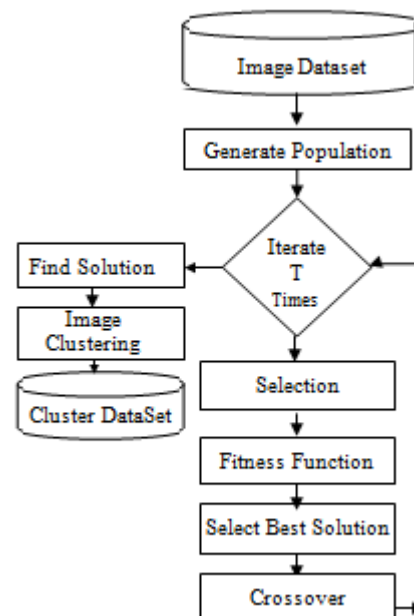 Image Dataset
Generate Population
Iterate
T
Times
Find Solution
Image
Clustering
Cluster DataSet
Selection
Fitness Function
Select Best Solution
Crossover